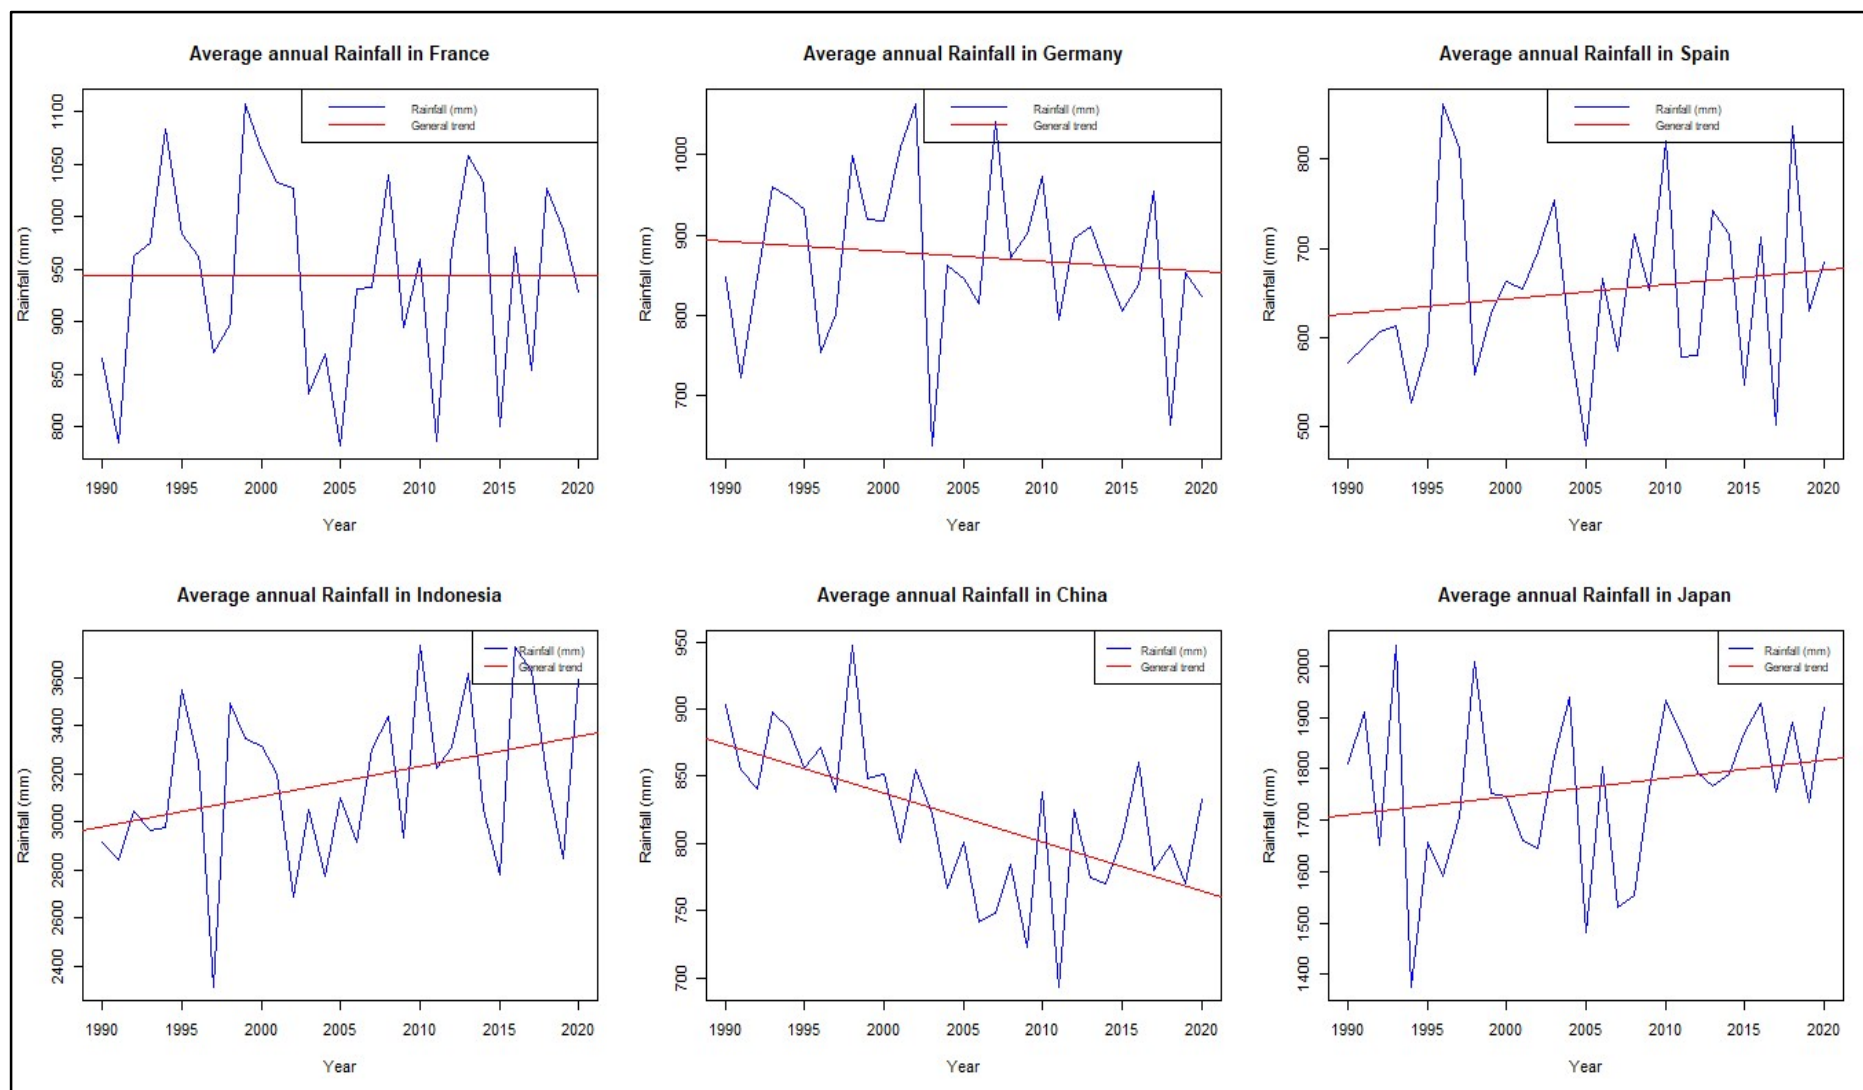 Average annual Rainfall in France
Rainfall (mm)
General trend
Rainfall (mm)
800
850
900
950
1000
1050
1100
1990
1995
2000
2005
2010
2015
2020
Year
Average annual Rainfall in Germany
Rainfall (mm)
General trend
Rainfall (mm)
700
800
900
1000
1990
1995
2000
2005
2010
2015
2020
Year
Average annual Rainfall in Spain
Rainfall (mm)
General trend
Rainfall (mm)
500
600
700
800
1990
1995
2000
2005
2010
2015
2020
Year
Average annual Rainfall in Indonesia
Rainfall (mm)
General trend
Rainfall (mm)
2400
2600
2800
3000
3200
3400
3600
1990
1995
2000
2005
2010
2015
2020
Year
Average annual Rainfall in China
Rainfall (mm)
General trend
Rainfall (mm)
700
750
800
850
900
950
1990
1995
2000
2005
2010
2015
2020
Year
Average annual Rainfall in Japan
Rainfall (mm)
General trend
Rainfall (mm)
1400
1500
1600
1700
1800
1900
2000
1990
1995
2000
2005
2010
2015
2020
Year